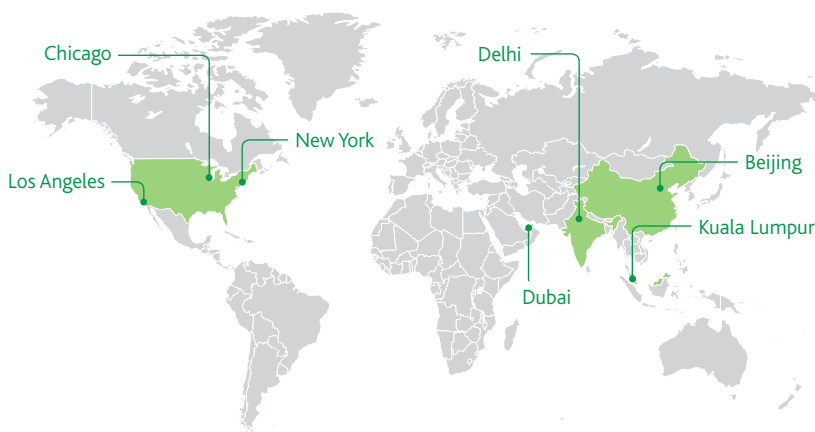 Chicago
Delhi
New York
Beijing
Los Angeles
Kuala Lumpur
Dubai